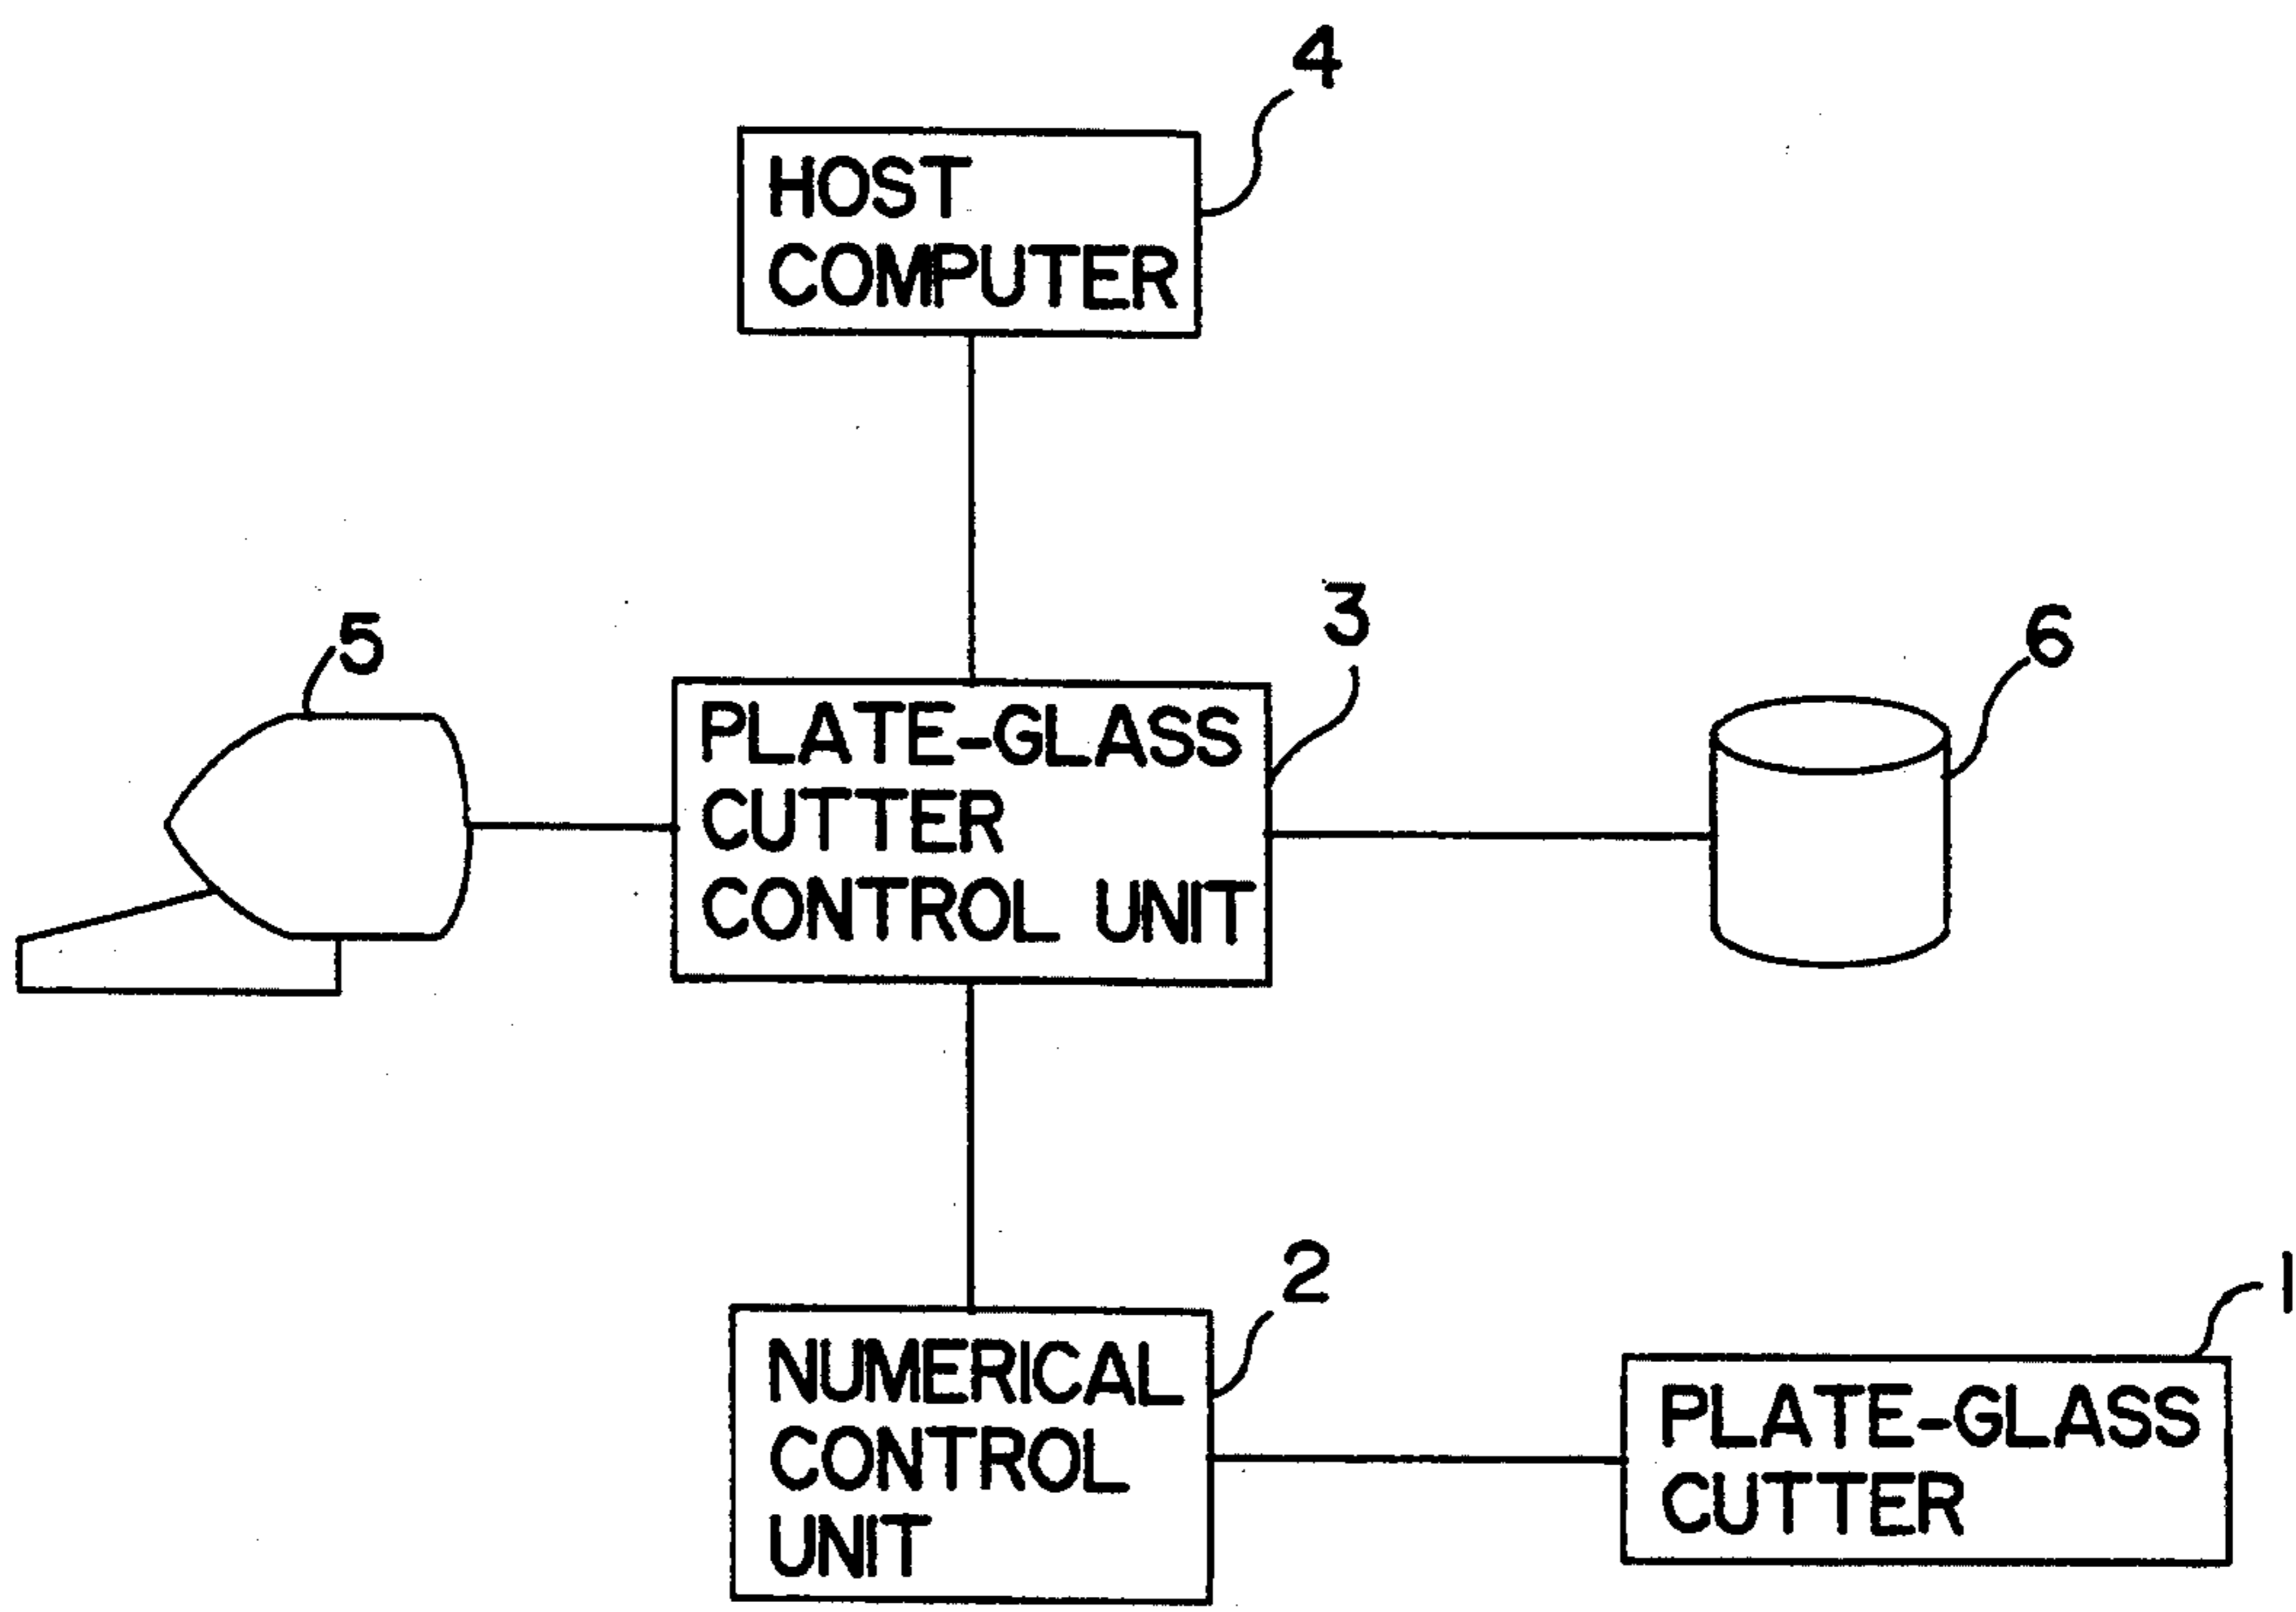 4
HOST
COMPUTER
5
3
6
PLATE-GLASS
CUTTER
CONTROL UNIT
2
1
NUMERICAL
CONTROL
UNIT
PLATE-GLASS
CUTTER